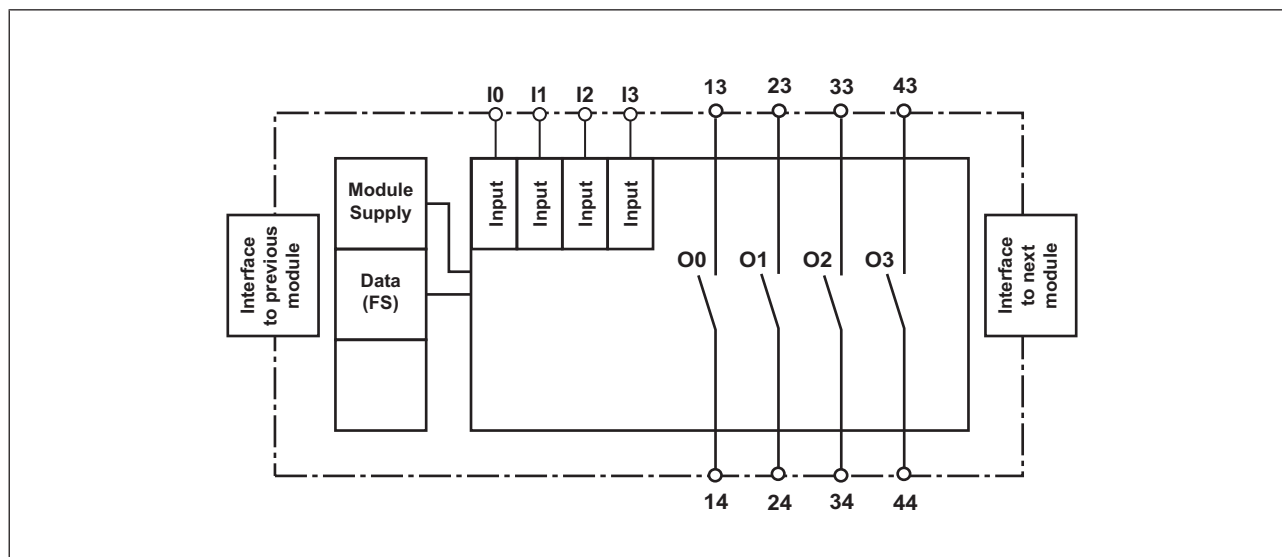 I0 I1 I2 I3 13 23 33 43
Module
Supply
Input Input Input Input
Interface
to previous
module
Data
(FS)
O0 O1 O2 O3
Interface
to next
module
14 24 34 44